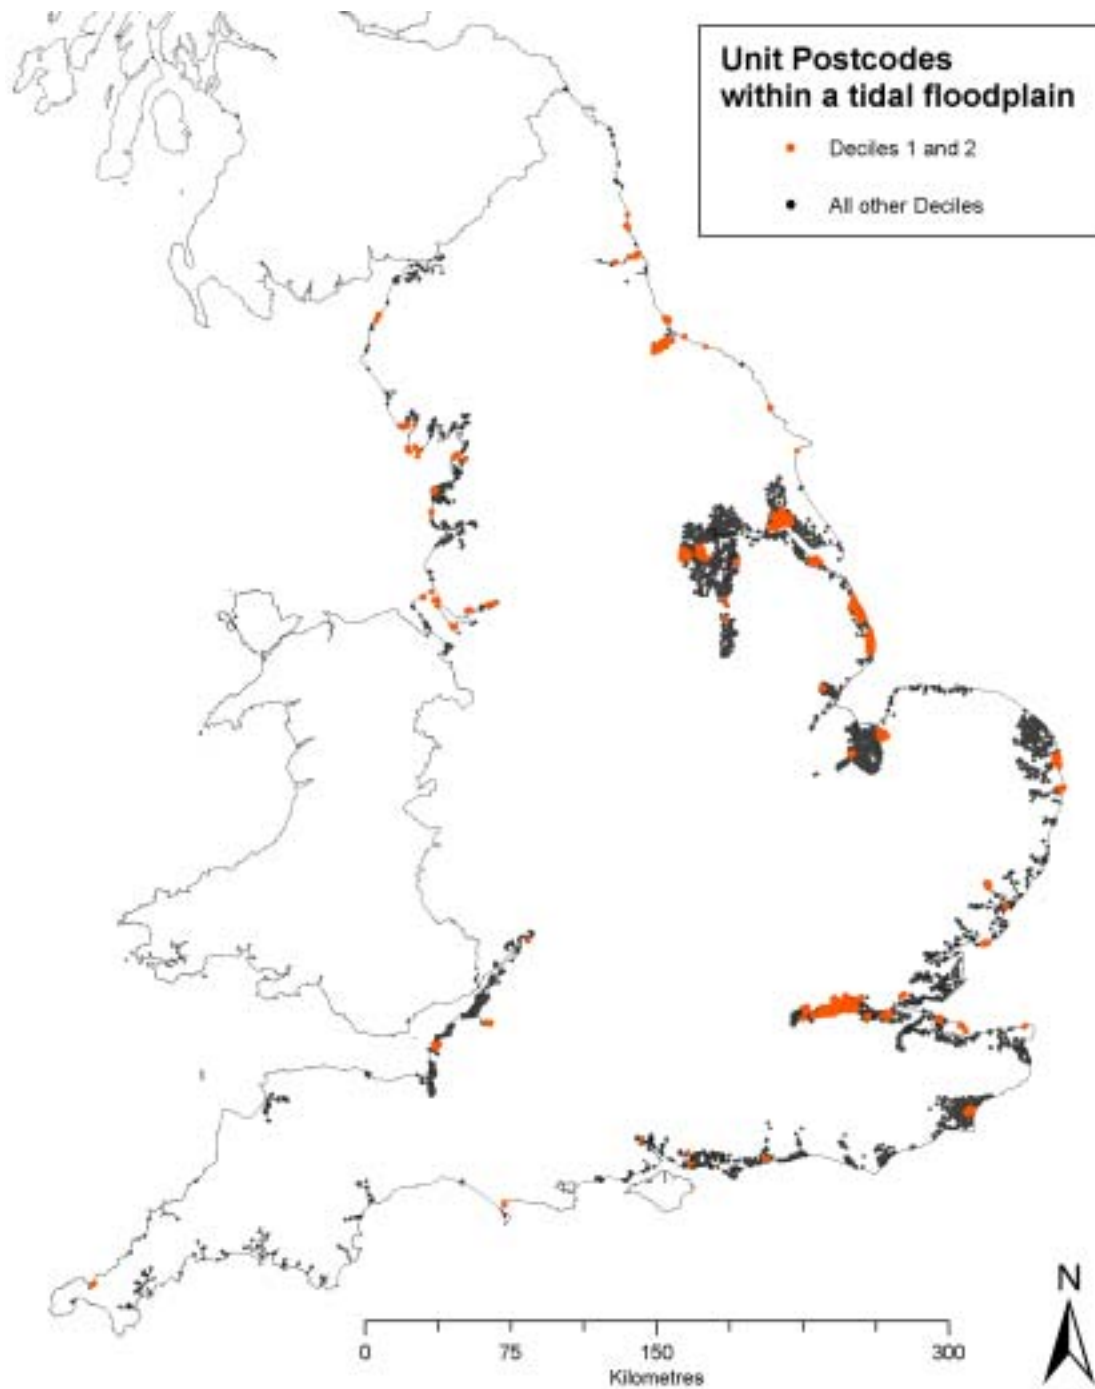 Unit Postcodes
within a tidal floodplain
Deciles 1 and 2
All other Deciles
N
0 75 150 300
Kilometres